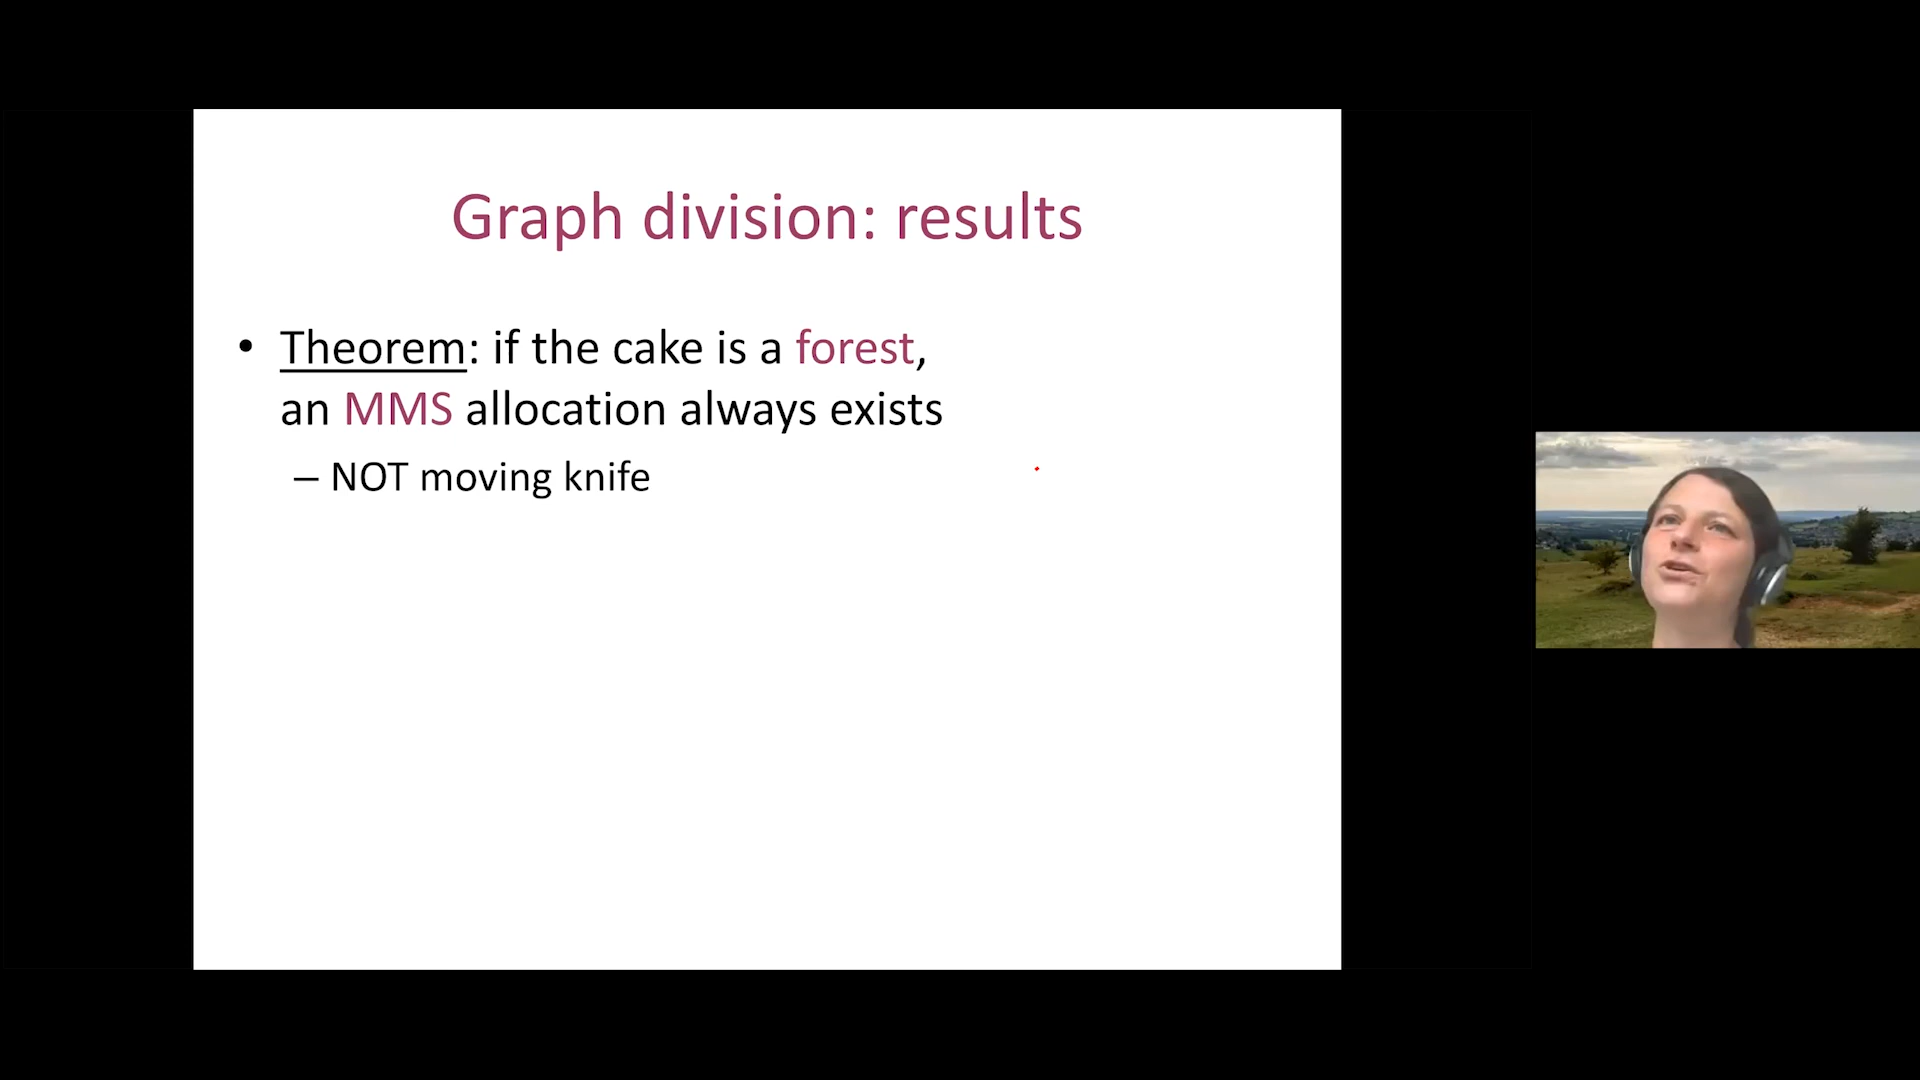 Graph division: results
• Theorem: if the cake is a forest,
an MMS allocation always exists
– NOT moving knife